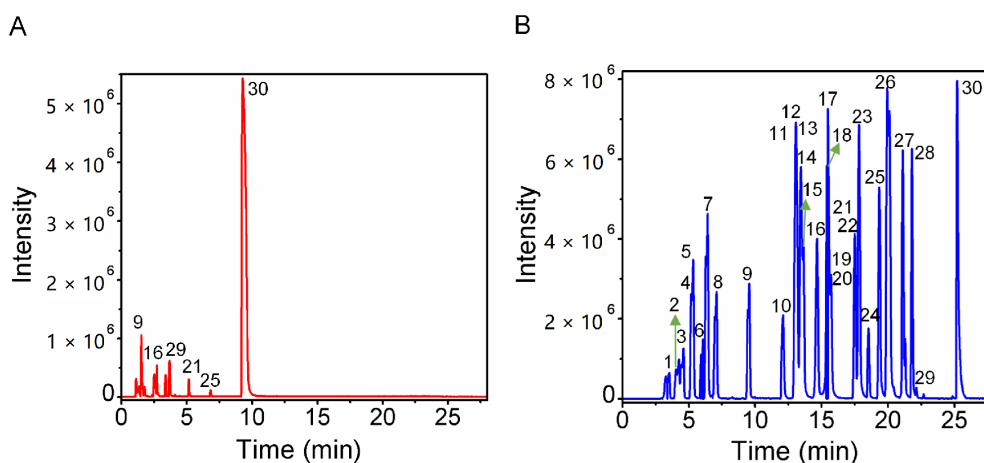 A
B
5 × 10 6
4 × 10 6
3 × 10 6
2 × 10 6
1 × 10 6
0
Intensity
0 5 10 15 20 25
Time (min)
30
9
16 29
21
25
8 × 10 6
6 × 10 6
4 × 10 6
2 × 10 6
0
Intensity
0 5 10 15 20 25
Time (min)
26
30
17
12
11 13
18
23
14
27 28
15
25
7
21
16
22
5
19
4
9
20
8
2
10
24
3
6
1
29